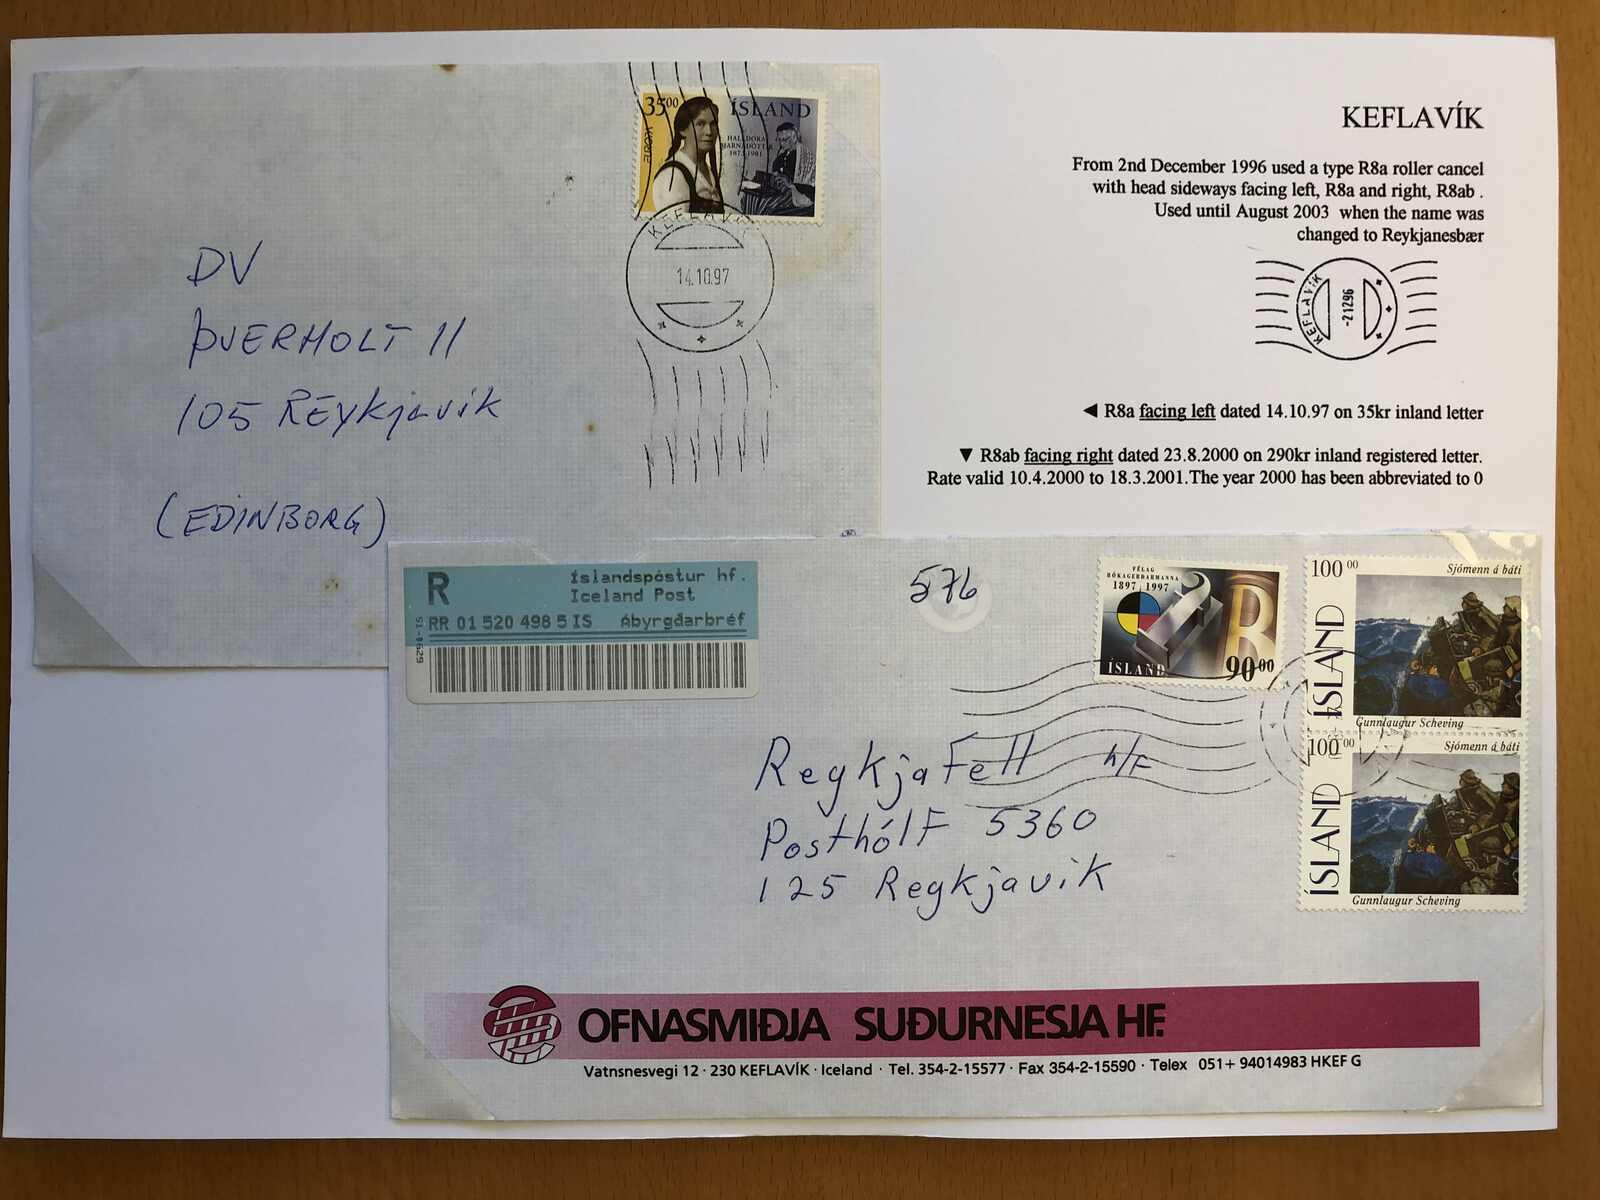 35 00
ÍSLAND
EUROPA
HALLDÓRA
BJARNADÓTTIR
1873-1981
KEFLAVÍK
14.10.97
DV
ÞVERHOLT 11
105 REYKJAVÍK
(EDINBORG)
KEFLAVÍK
From 2nd December 1996 used a type R8a roller cancel
with head sideways facing left, R8a and right, R8ab .
Used until August 2003 when the name was
changed to Reykjanesbær
KEFLAVÍK
-21296
◄ R8a facing left dated 14.10.97 on 35kr inland letter
▼ R8ab facing right dated 23.8.2000 on 290kr inland registered letter.
Rate valid 10.4.2000 to 18.3.2001.The year 2000 has been abbreviated to 0
R
Íslandspóstur hf.
Iceland Post
RR 01 520 498 5 IS Ábyrgðarbréf
576
FÉLAG
BÓKAGERÐARMANNA
1897 1997
ÍSLAND
90 00
100 00
Sjómenn á báti
ÍSLAND
Gunnlaugur Scheving
100 00
Sjómenn á báti
ÍSLAND
Gunnlaugur Scheving
Regkjafell h/f
Posthólf 5360
125 Regkjavik
OFNASMIÐJA SUÐURNESJA HF.
Vatnsnesvegi 12 · 230 KEFLAVÍK · Iceland · Tel. 354-2-15577 · Fax 354-2-15590 · Telex 051+ 94014983 HKEF G